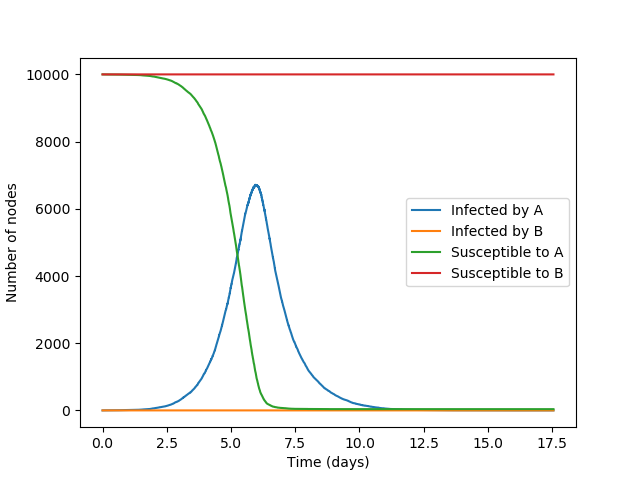 10000
8000
6000
4000
2000
0
Number of nodes
Infected by A
Infected by B
Susceptible to A
Susceptible to B
0.0 2.5 5.0 7.5 10.0 12.5 15.0 17.5
Time (days)